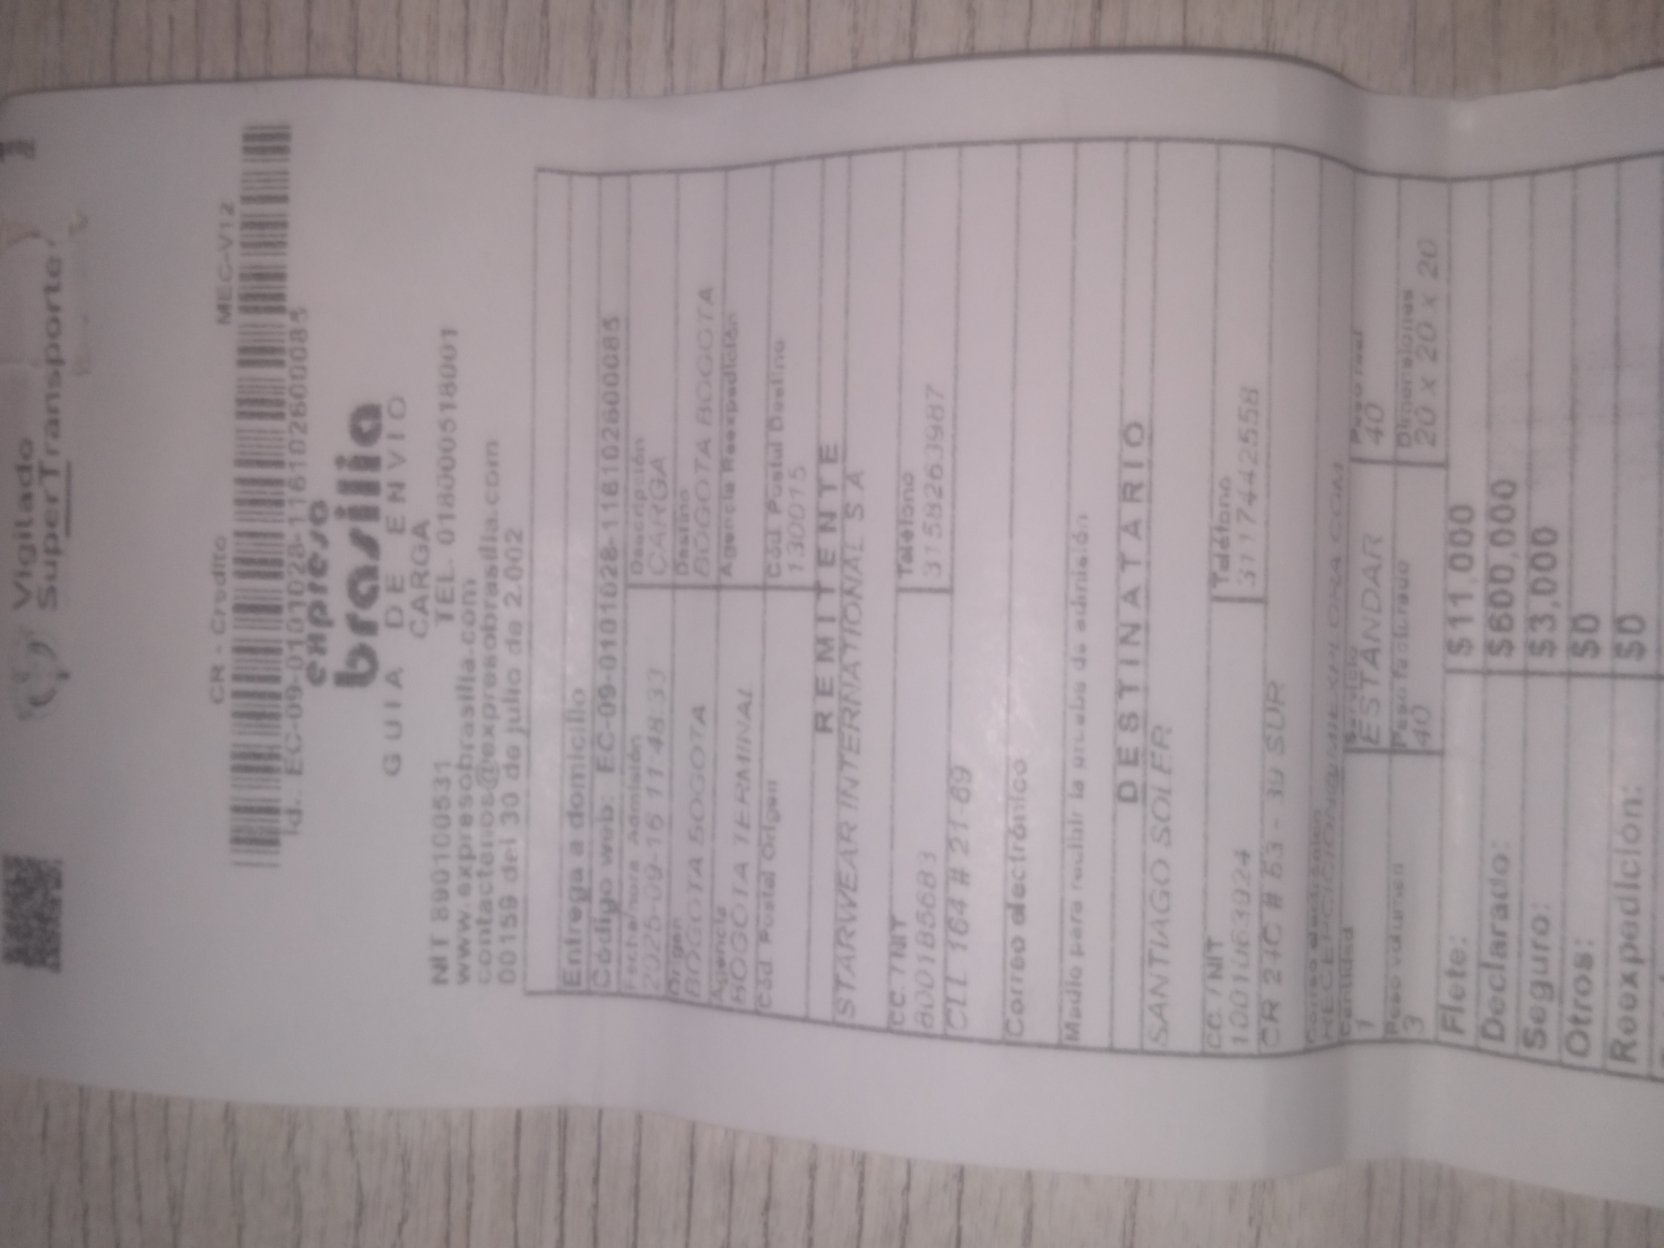 Vigilado
SuperTransporte
CR - Credito MEC-V12
Id.: EC-09-0101028-116102600085
expreso
brasilia
GUIA DE ENVIO
CARGA
NIT 890100531 TEL. 018000518001
www.expresobrasilia.com
contactenos@expresobrasilia.com
00159 del 30 de julio de 2.002
Entrega a domicilio
Código web: EC-09-0101028-116102600085
Fecha/hora Admisión Descripción
2025-09-16 11:48:33 CARGA
Origen Destino
BOGOTA BOGOTA BOGOTA BOGOTA
Agencia Agencia Reexpedición
BOGOTA TERMINAL
Cód. Postal Origen Cód. Postal Destino
130015
REMITENTE
STARWEAR INTERNATIONAL S A
CC. / NIT Teléfono
800185683 3158263987
CLL 164 # 21 69
Correo electrónico
Medio para recibir la prueba de admisión
DESTINATARIO
SANTIAGO SOLER
CC. / NIT Teléfono
1001063924 3117442558
CR 24C # 53 - 30 SUR
Correo electrónico
Cantidad Servicio Peso real
1 ESTÁNDAR 40
Peso volumen Peso facturado Dimensiones
3 40 20 x 20 x 20
Flete: $11,000
Declarado: $600,000
Seguro: $3,000
Otros: $0
Reexpedición: $0